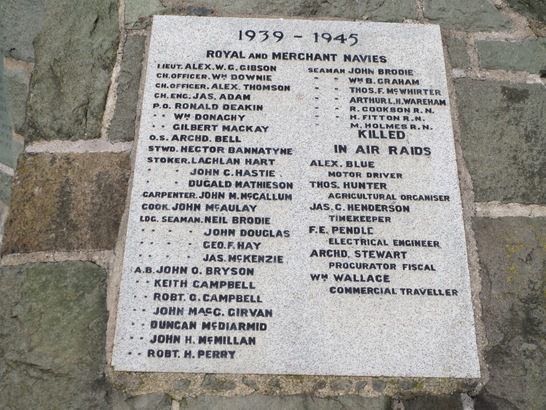 1939 - 1945
ROYAL AND MERCHANT NAVIES
LIEUT. ALEX. W. G. GIBSON
CH. OFFICER. WM DOWNIE
CH. OFFICER. ALEX. THOMSON
CH. ENG. JAS. ADAM
P.O. RONALD DEAKIN
" " WM DONAGHY
" " GILBERT MACKAY
O.S. ARCHD. BELL
STWD. HECTOR BANNATYNE
STOKER. LACHLAN HART
" " JOHN C. HASTIE
" " DUGALD MATHIESON
CARPENTER. JOHN M. McCALLUM
COOK. JOHN McAULAY
LDG. SEAMAN. NEIL BRODIE
" " JOHN DOUGLAS
" " GEO. F. HAY
" " JAS. McKENZIE
A.B. JOHN O. BRYSON
" " KEITH CAMPBELL
" " ROBT. G. CAMPBELL
" " JOHN MACG. GIRVAN
" " DUNCAN McDIARMID
" " JOHN H. McMILLAN
" " ROBT. H. PERRY
SEAMAN JOHN BRODIE
" " WM B. GRAHAM
" " THOS. F. McWHIRTER
" " ARTHUR L.H. WAREHAM
" " R. COOKSON R.N.
" " H. FITTON R.N.
" " M. HOLMES R.N.
KILLED
IN AIR RAIDS
ALEX. BLUE
MOTOR DRIVER
THOS. HUNTER
AGRICULTURAL ORGANISER
JAS. C. HENDERSON
TIMEKEEPER
F.E. PENDLE
ELECTRICAL ENGINEER
ARCHD. STEWART
PROCURATOR FISCAL
WM WALLACE
COMMERCIAL TRAVELLER